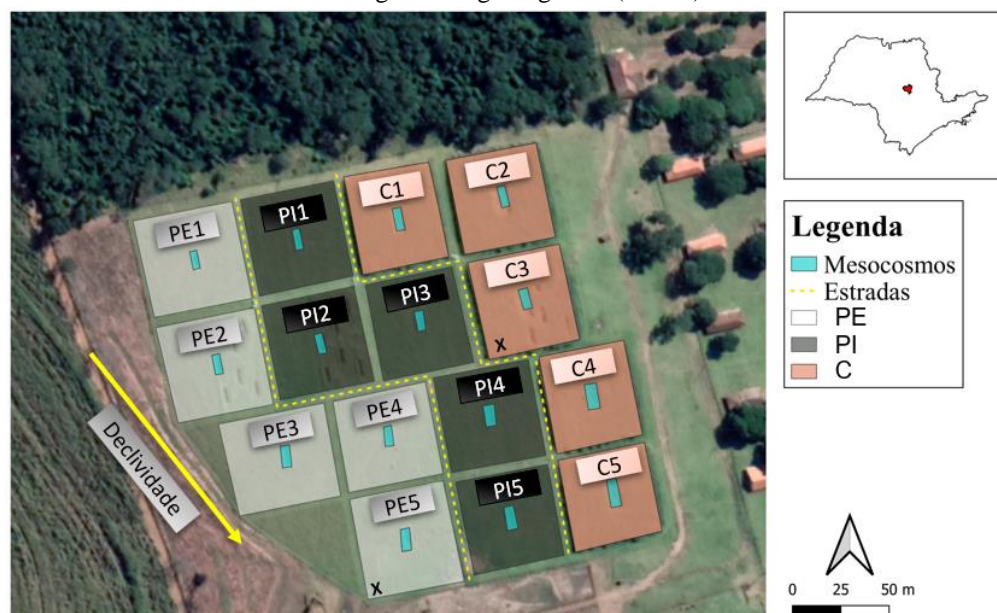 C1
C2
PI1
PE1
C3
PI3
PI2
PE2
X
C4
PI4
PE4
PE3
Declividade
C5
PI5
PE5
X
Legenda
Mesocosmos
Estradas
PE
PI
C
0 25 50 m